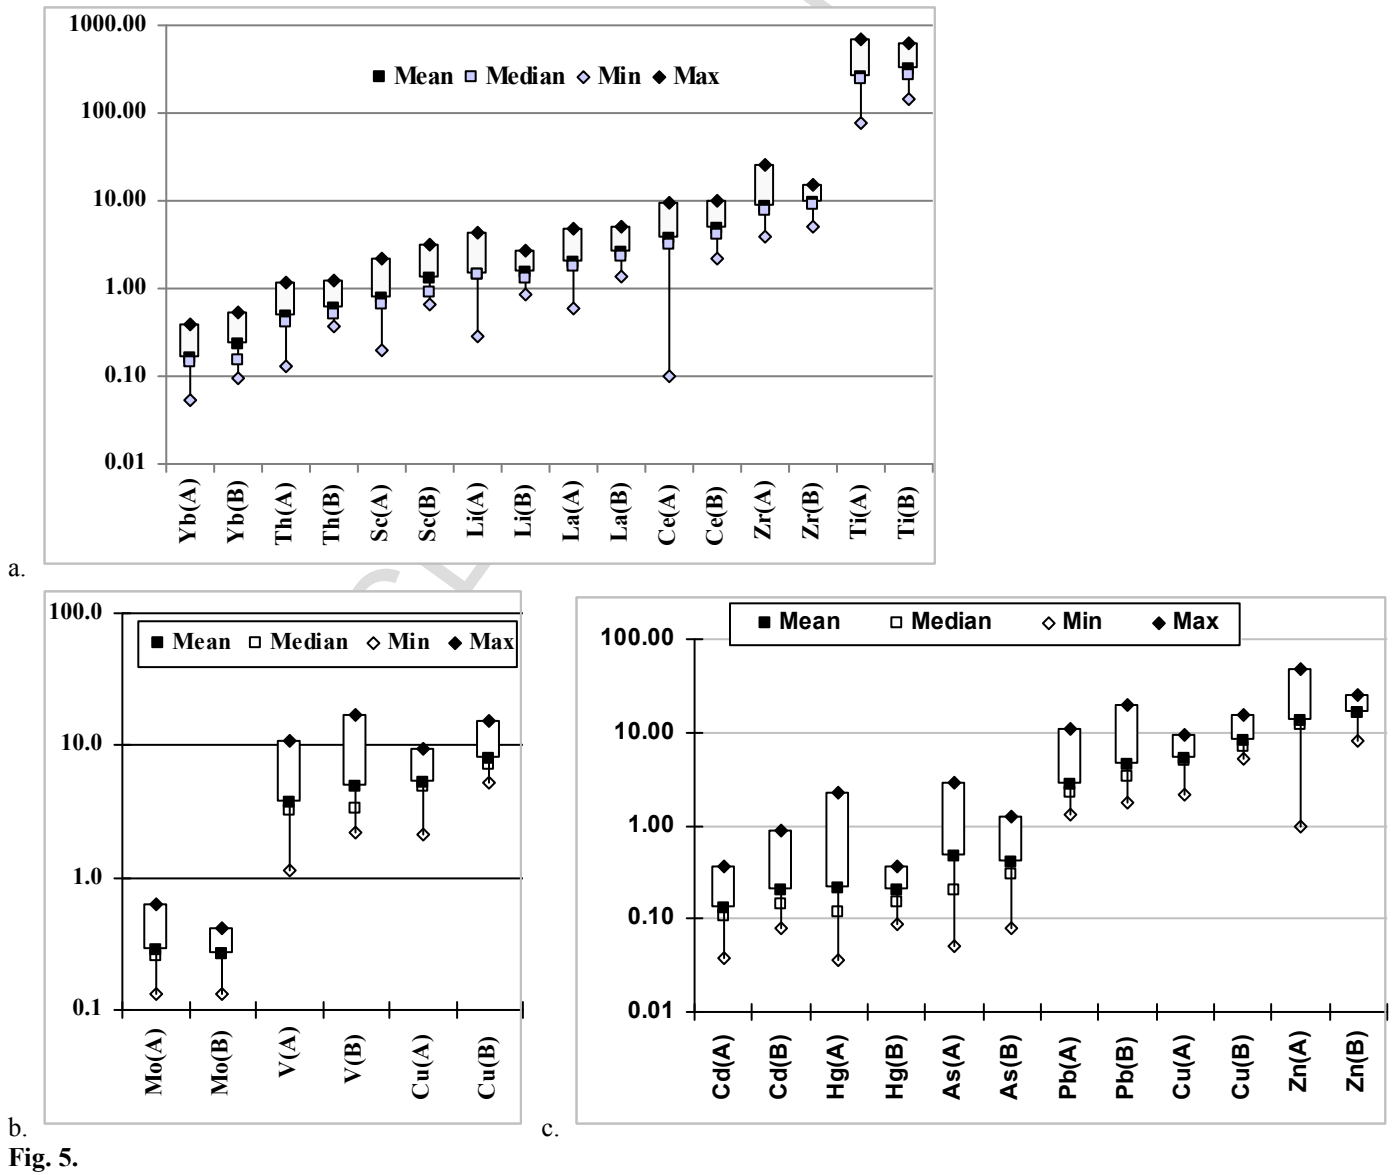 1000.00
Mean Median Min Max
100.00
10.00
1.00
0.10
0.01
Yb(A) Yb(B) Th(A) Th(B) Sc(A) Sc(B) Li(A) Li(B) La(A) La(B) Ce(A) Ce(B) Zr(A) Zr(B) Ti(A) Ti(B)
a.
100.0
Mean Median Min Max
10.0
1.0
0.1
Mo(A) Mo(B) V(A) V(B) Cu(A) Cu(B)
b.
Mean Median Min Max
100.00
10.00
1.00
0.10
0.01
Cd(A) Cd(B) Hg(A) Hg(B) As(A) As(B) Pb(A) Pb(B) Cu(A) Cu(B) Zn(A) Zn(B)
c.
Fig. 5.